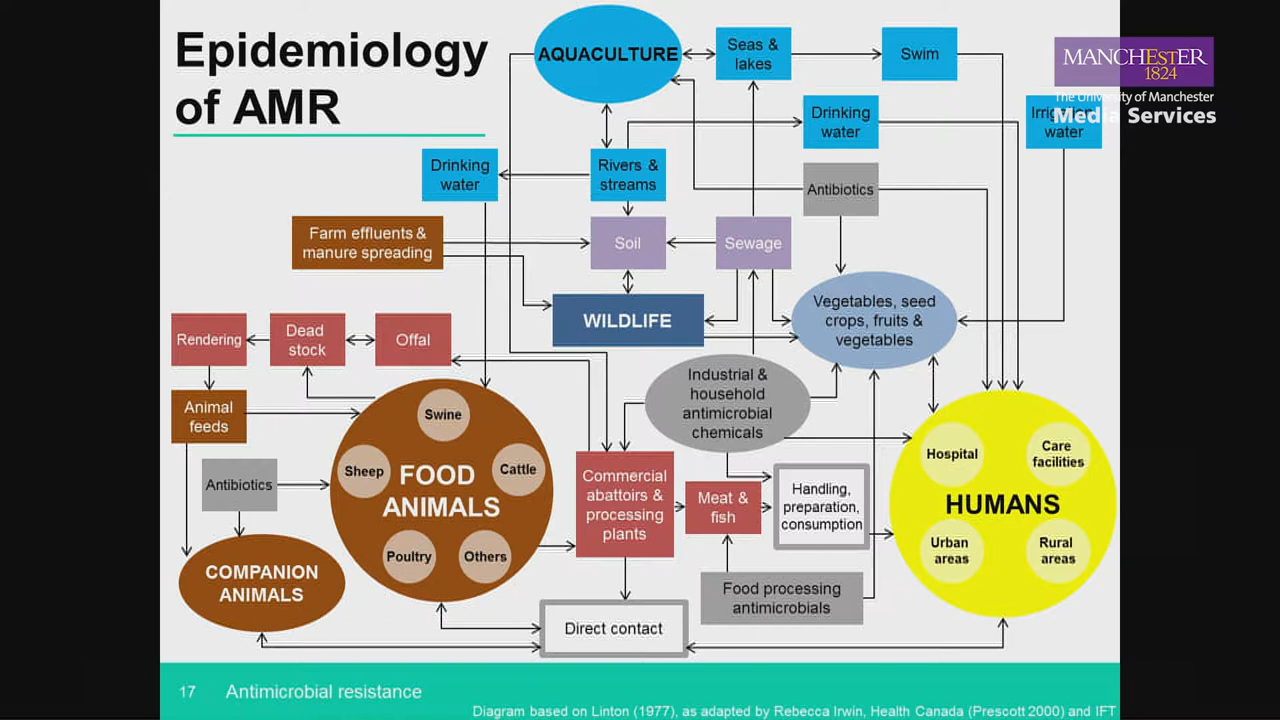 Epidemiology
of AMR
AQUACULTURE
Seas &
lakes
Swim
MANCHESTER
1824
The University of Manchester
Media Services
Drinking
water
Irrigation
water
Drinking
water
Rivers &
streams
Antibiotics
Farm effluents &
manure spreading
Soil
Sewage
WILDLIFE
Vegetables, seed
crops, fruits &
vegetables
Rendering
Dead
stock
Offal
Industrial &
household
antimicrobial
chemicals
Animal
feeds
Swine
Sheep
Cattle
FOOD
ANIMALS
Poultry
Others
Antibiotics
COMPANION
ANIMALS
Commercial
abattoirs &
processing
plants
Meat &
fish
Handling,
preparation,
consumption
Hospital
Care
facilities
HUMANS
Urban
areas
Rural
areas
Food processing
antimicrobials
Direct contact
17 Antimicrobial resistance
Diagram based on Linton (1977), as adapted by Rebecca Irwin, Health Canada (Prescott 2000) and IFT